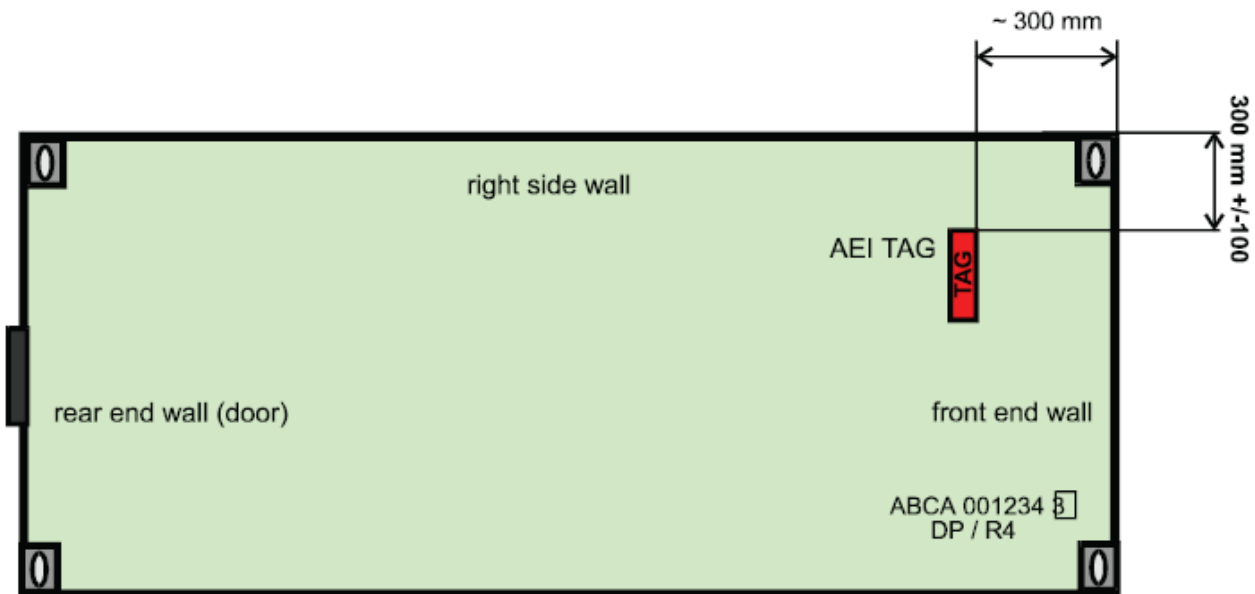 ~ 300 mm
300 mm +/-100
right side wall
AEI TAG
TAG
rear end wall (door)
front end wall
ABCA 001234 3
DP / R4